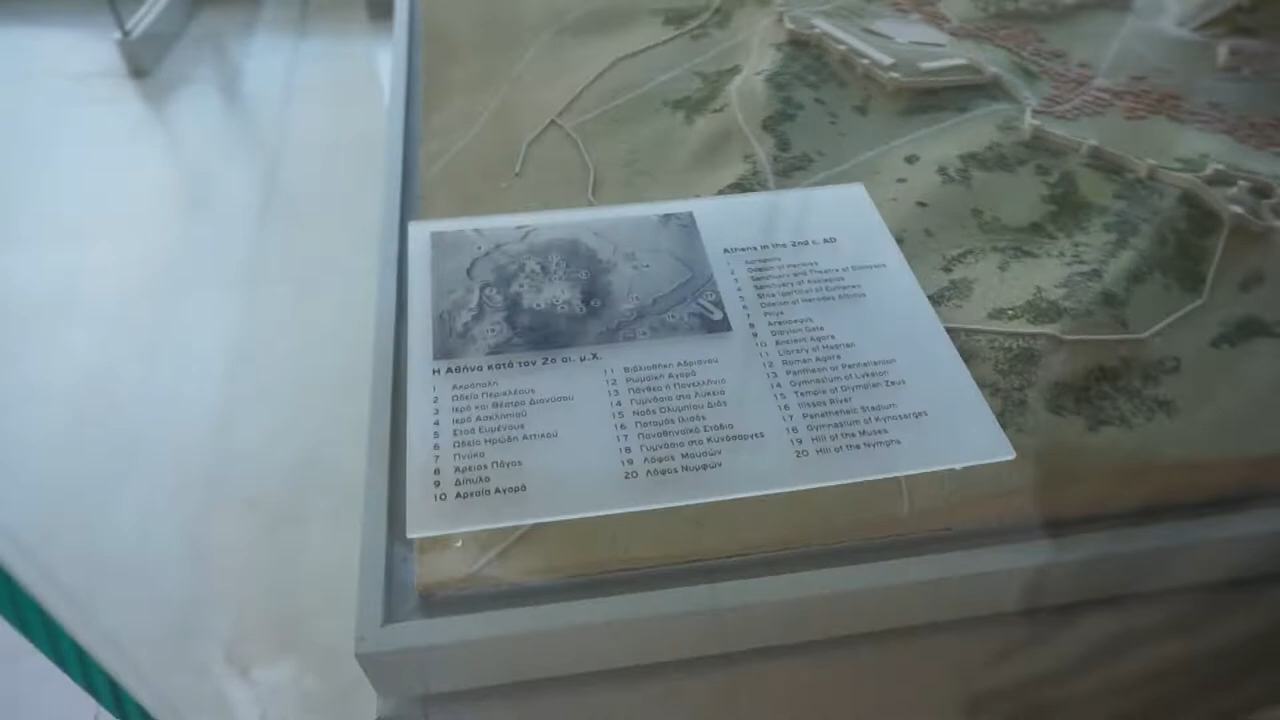 Η Αθήνα κατά τον 2ο αι. μ.Χ.
1 Ακρόπολη
2 Ωδείο Περικλέους
3 Ιερό και Θέατρο Διονύσου
4 Ιερό Ασκληπιού
5 Στοά Ευμένους
6 Ωδείο Ηρώδη Αττικού
7 Πνύκα
8 Άρειος Πάγος
9 Δίπυλο
10 Αρχαία Αγορά
11 Βιβλιοθήκη Αδριανού
12 Ρωμαϊκή Αγορά
13 Πάνθεο ή Πανελλήνιο
14 Γυμνάσιο στο Λύκειο
15 Ναός Ολυμπίου Διός
16 Ποταμός Ιλισός
17 Παναθηναϊκό Στάδιο
18 Γυμνάσιο στο Κυνόσαργες
19 Λόφος Μουσών
20 Λόφος Νυμφών
Athens in the 2nd c. AD
1 Acropolis
2 Odeion of Pericles
3 Sanctuary and Theatre of Dionysos
4 Sanctuary of Asklepios
5 Stoa (portico) of Eumenes
6 Odeion of Herodes Atticus
7 Pnyx
8 Areopagus
9 Dipylon Gate
10 Ancient Agora
11 Library of Hadrian
12 Roman Agora
13 Pantheon or Panhellenion
14 Gymnasium of Lykeion
15 Temple of Olympian Zeus
16 Ilissos River
17 Panathenaic Stadium
18 Gymnasium of Kynosarges
19 Hill of the Muses
20 Hill of the Nymphs